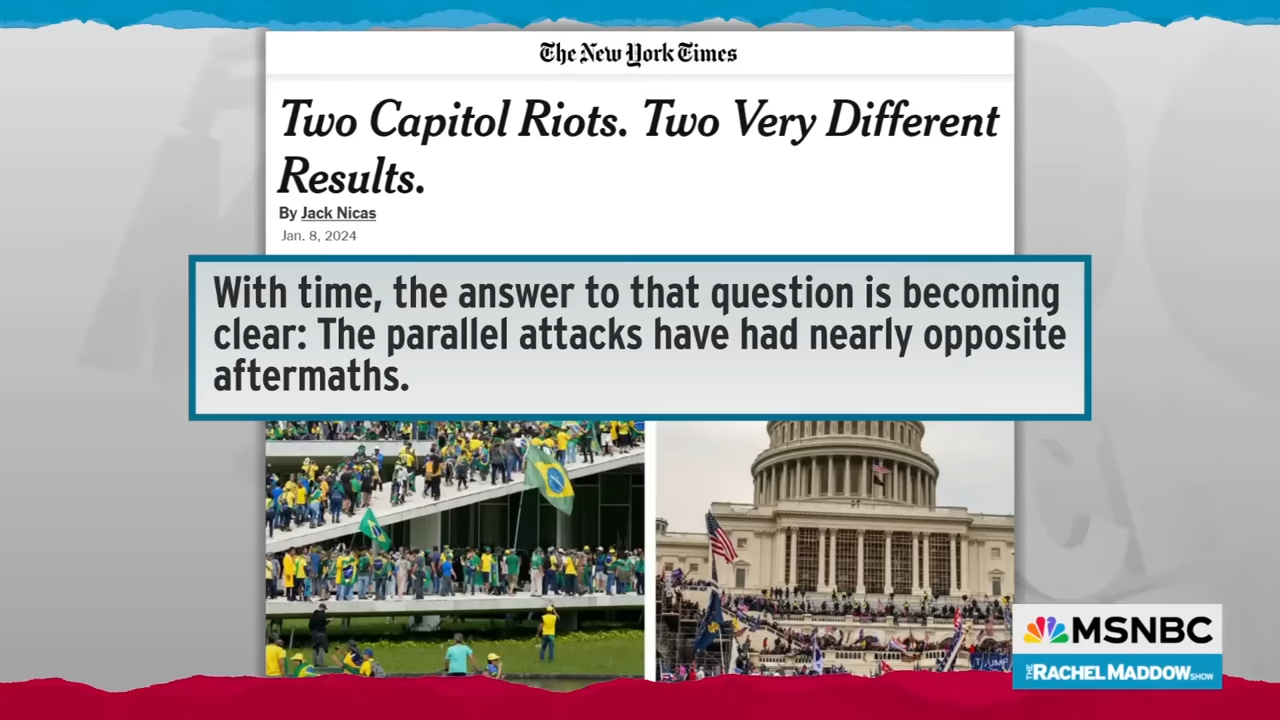 The New York Times
Two Capitol Riots. Two Very Different
Results.
By Jack Nicas
Jan. 8, 2024
With time, the answer to that question is becoming
clear: The parallel attacks have had nearly opposite
aftermaths.
TRUMP
MSNBC
THE RACHEL MADDOW SHOW